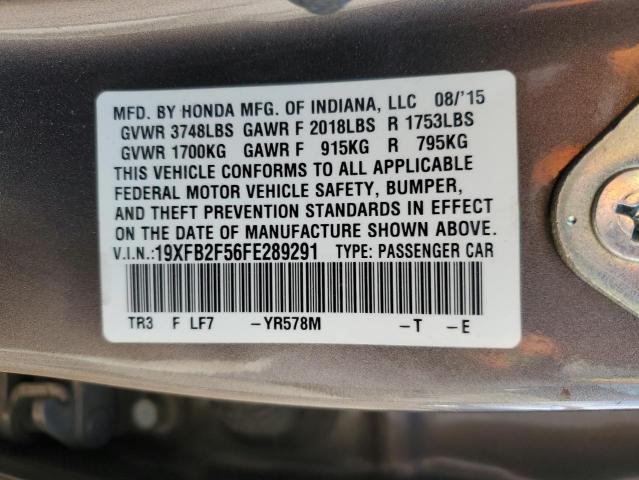 MFD. BY HONDA MFG. OF INDIANA, LLC 08/'15
GVWR 3748LBS GAWR F 2018LBS R 1753LBS
GVWR 1700KG GAWR F 915KG R 795KG
THIS VEHICLE CONFORMS TO ALL APPLICABLE
FEDERAL MOTOR VEHICLE SAFETY, BUMPER,
AND THEFT PREVENTION STANDARDS IN EFFECT
ON THE DATE OF MANUFACTURE SHOWN ABOVE.
V.I.N.: 19XFB2F56FE289291 TYPE: PASSENGER CAR
TR3 F LF7 -YR578M -T -E